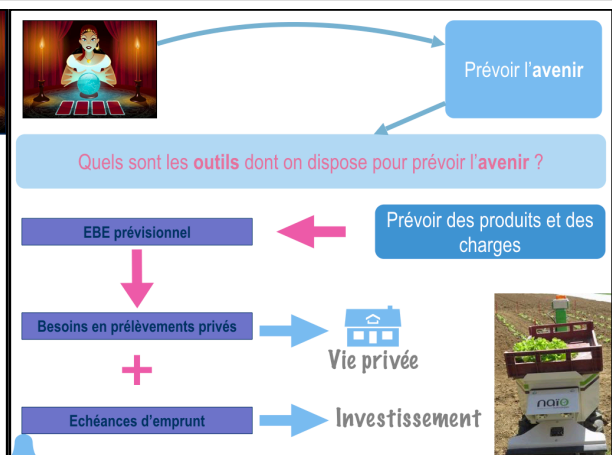 Prévoir l'avenir
Quels sont les outils dont on dispose pour prévoir l'avenir ?
Prévoir des produits et des
charges
EBE prévisionnel
Besoins en prélèvements privés
Vie privée
+
Echéances d'emprunt
Investissement
naïo